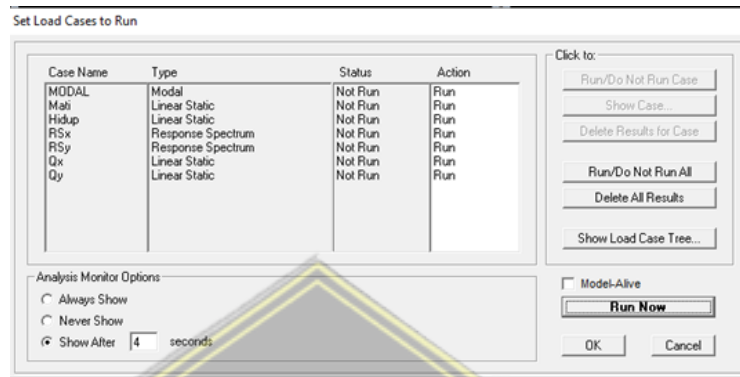 Set Load Cases to Run
Case Name Type Status Action
MODAL Modal Not Run Run
Mati Linear Static Not Run Run
Hidup Linear Static Not Run Run
RSx Response Spectrum Not Run Run
RSy Response Spectrum Not Run Run
Qx Linear Static Not Run Run
Qy Linear Static Not Run Run
Click to:
Run/Do Not Run Case
Show Case...
Delete Results for Case
Run/Do Not Run All
Delete All Results
Show Load Case Tree...
Analysis Monitor Options
Always Show
Never Show
Show After 4 seconds
Model-Alive
Run Now
OK Cancel